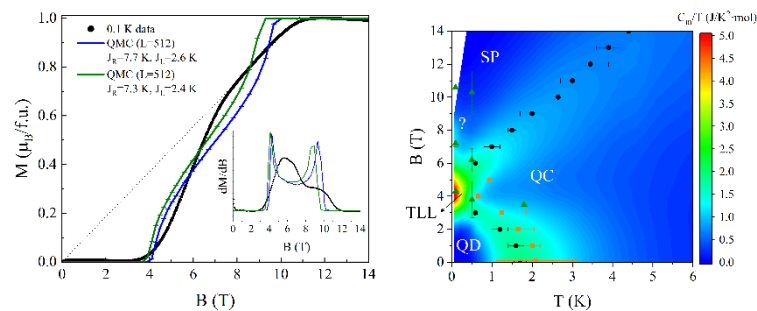 1.0
0.8
0.6
0.4
0.2
0.0
M (μB/f.u.)
0.1 K data
QMC (L=512)
JR=7.7 K, JL=2.6 K
QMC (L=512)
JR=7.3 K, JL=2.4 K
dM/dB
0 2 4 6 8 10 12 14
B (T)
0 2 4 6 8 10 12 14
B (T)
Cm/T (J/K²·mol)
14
12
10
8
6
4
2
0
B (T)
SP
?
QC
TLL
QD
0 2 4 6
T (K)
5.0
4.5
4.0
3.5
3.0
2.5
2.0
1.5
1.0
0.5
0.0